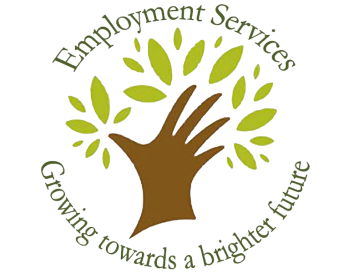 Employment Services
Growing towards a brighter future